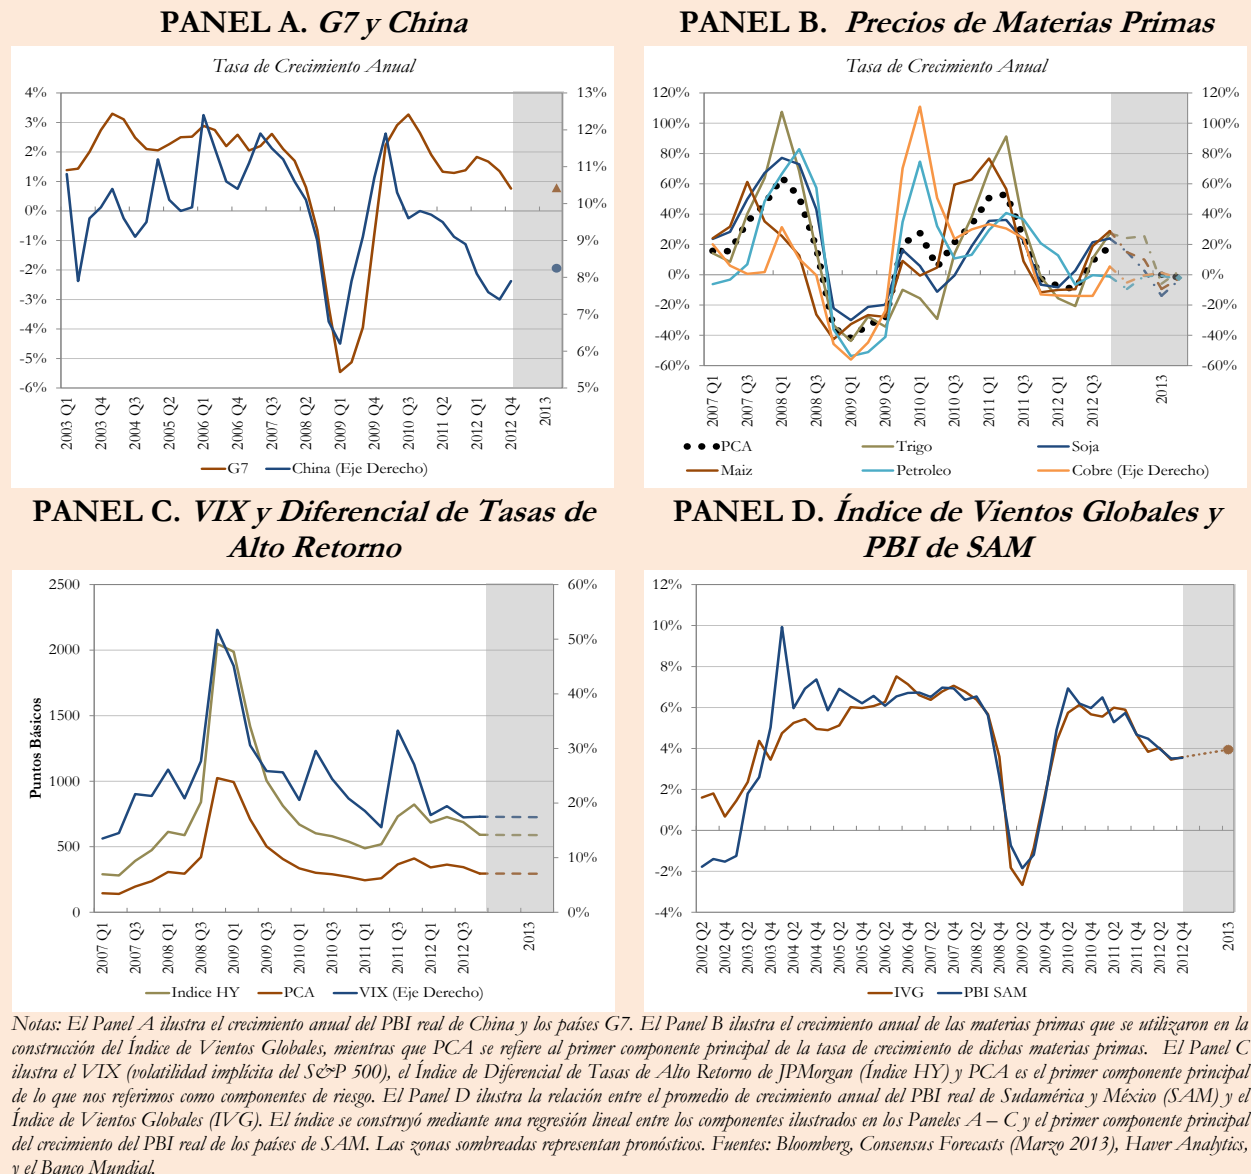 PANEL A. G7 y China
Tasa de Crecimiento Anual
4%
3%
2%
1%
0%
-1%
-2%
-3%
-4%
-5%
-6%
13%
12%
11%
10%
9%
8%
7%
6%
5%
2003 Q1
2003 Q4
2004 Q3
2005 Q2
2006 Q1
2006 Q4
2007 Q3
2008 Q2
2009 Q1
2009 Q4
2010 Q3
2011 Q2
2012 Q1
2012 Q4
2013
G7
China (Eje Derecho)
PANEL B. Precios de Materias Primas
Tasa de Crecimiento Anual
120%
100%
80%
60%
40%
20%
0%
-20%
-40%
-60%
120%
100%
80%
60%
40%
20%
0%
-20%
-40%
-60%
2007 Q1
2007 Q3
2008 Q1
2008 Q3
2009 Q1
2009 Q3
2010 Q1
2010 Q3
2011 Q1
2011 Q3
2012 Q1
2012 Q3
2013
PCA
Trigo
Soja
Maiz
Petroleo
Cobre (Eje Derecho)
PANEL C. VIX y Diferencial de Tasas de
Alto Retorno
Puntos Básicos
2500
2000
1500
1000
500
0
60%
50%
40%
30%
20%
10%
0%
2007 Q1
2007 Q3
2008 Q1
2008 Q3
2009 Q1
2009 Q3
2010 Q1
2010 Q3
2011 Q1
2011 Q3
2012 Q1
2012 Q3
2013
Indice HY
PCA
VIX (Eje Derecho)
PANEL D. Índice de Vientos Globales y
PBI de SAM
12%
10%
8%
6%
4%
2%
0%
-2%
-4%
2002 Q2
2002 Q4
2003 Q2
2003 Q4
2004 Q2
2004 Q4
2005 Q2
2005 Q4
2006 Q2
2006 Q4
2007 Q2
2007 Q4
2008 Q2
2008 Q4
2009 Q2
2009 Q4
2010 Q2
2010 Q4
2011 Q2
2011 Q4
2012 Q2
2012 Q4
2013
IVG
PBI SAM
Notas: El Panel A ilustra el crecimiento anual del PBI real de China y los países G7. El Panel B ilustra el crecimiento anual de las materias primas que se utilizaron en la
construcción del Índice de Vientos Globales, mientras que PCA se refiere al primer componente principal de la tasa de crecimiento de dichas materias primas. El Panel C
ilustra el VIX (volatilidad implícita del S&P 500), el Índice de Diferencial de Tasas de Alto Retorno de JPMorgan (Índice HY) y PCA es el primer componente principal
de lo que nos referimos como componentes de riesgo. El Panel D ilustra la relación entre el promedio de crecimiento anual del PBI real de Sudamérica y México (SAM) y el
Índice de Vientos Globales (IVG). El índice se construyó mediante una regresión lineal entre los componentes ilustrados en los Paneles A – C y el primer componente principal
del crecimiento del PBI real de los países de SAM. Las zonas sombreadas representan pronósticos. Fuentes: Bloomberg, Consensus Forecasts (Marzo 2013), Haver Analytics,
y el Banco Mundial.